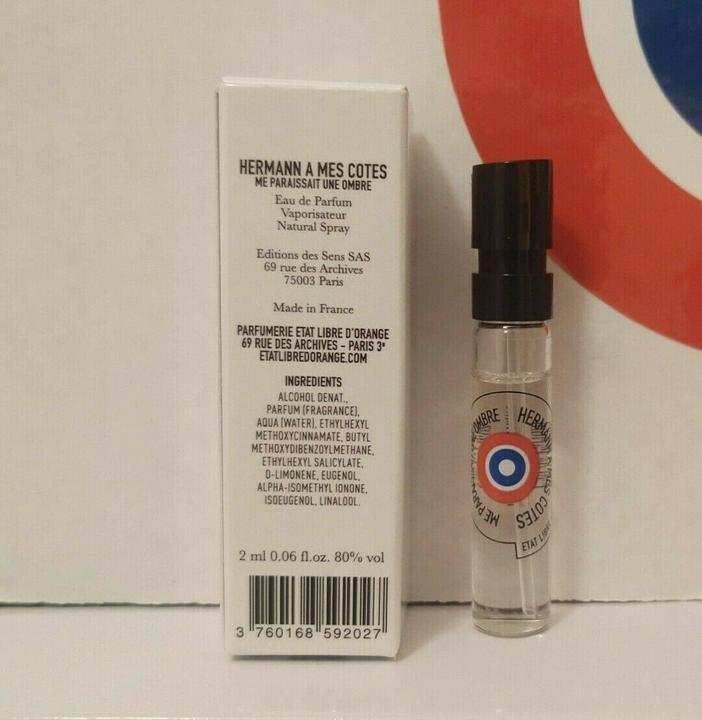 HERMANN A MES COTES
ME PARAISSAIT UNE OMBRE
Eau de Parfum
Vaporisateur
Natural Spray
Editions des Sens SAS
69 rue des Archives
75003 Paris
Made in France
PARFUMERIE ETAT LIBRE D'ORANGE
69 RUE DES ARCHIVES - PARIS 3ᵉ
ETATLIBREDORANGE.COM
INGREDIENTS
ALCOHOL DENAT.,
PARFUM (FRAGRANCE),
AQUA (WATER), ETHYLHEXYL
METHOXYCINNAMATE, BUTYL
METHOXYDIBENZOYLMETHANE,
ETHYLHEXYL SALICYLATE,
D-LIMONENE, EUGENOL,
ALPHA-ISOMETHYL IONONE,
ISOEUGENOL, LINALOOL.
2 ml 0.06 fl.oz. 80% vol
3 760168 592027
HERMANN A MES COTES
ME PARA
OMBRE
ETAT LIBR